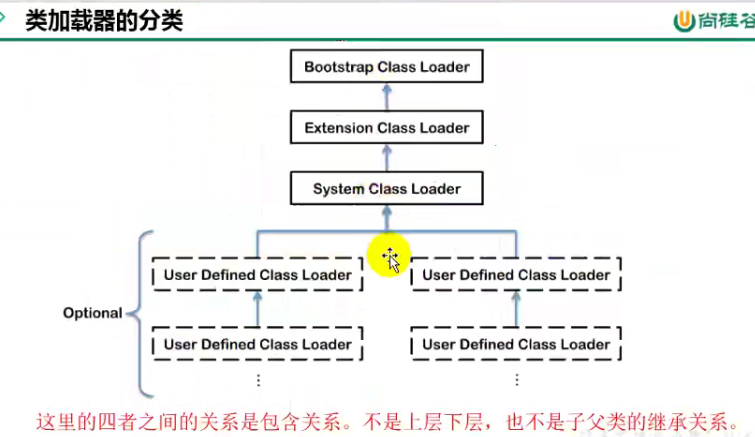 类加载器的分类
尚硅谷
Bootstrap Class Loader
Extension Class Loader
System Class Loader
User Defined Class Loader
User Defined Class Loader
Optional
User Defined Class Loader
User Defined Class Loader
这里的四者之间的关系是包含关系。不是上层下层，也不是子父类的继承关系。